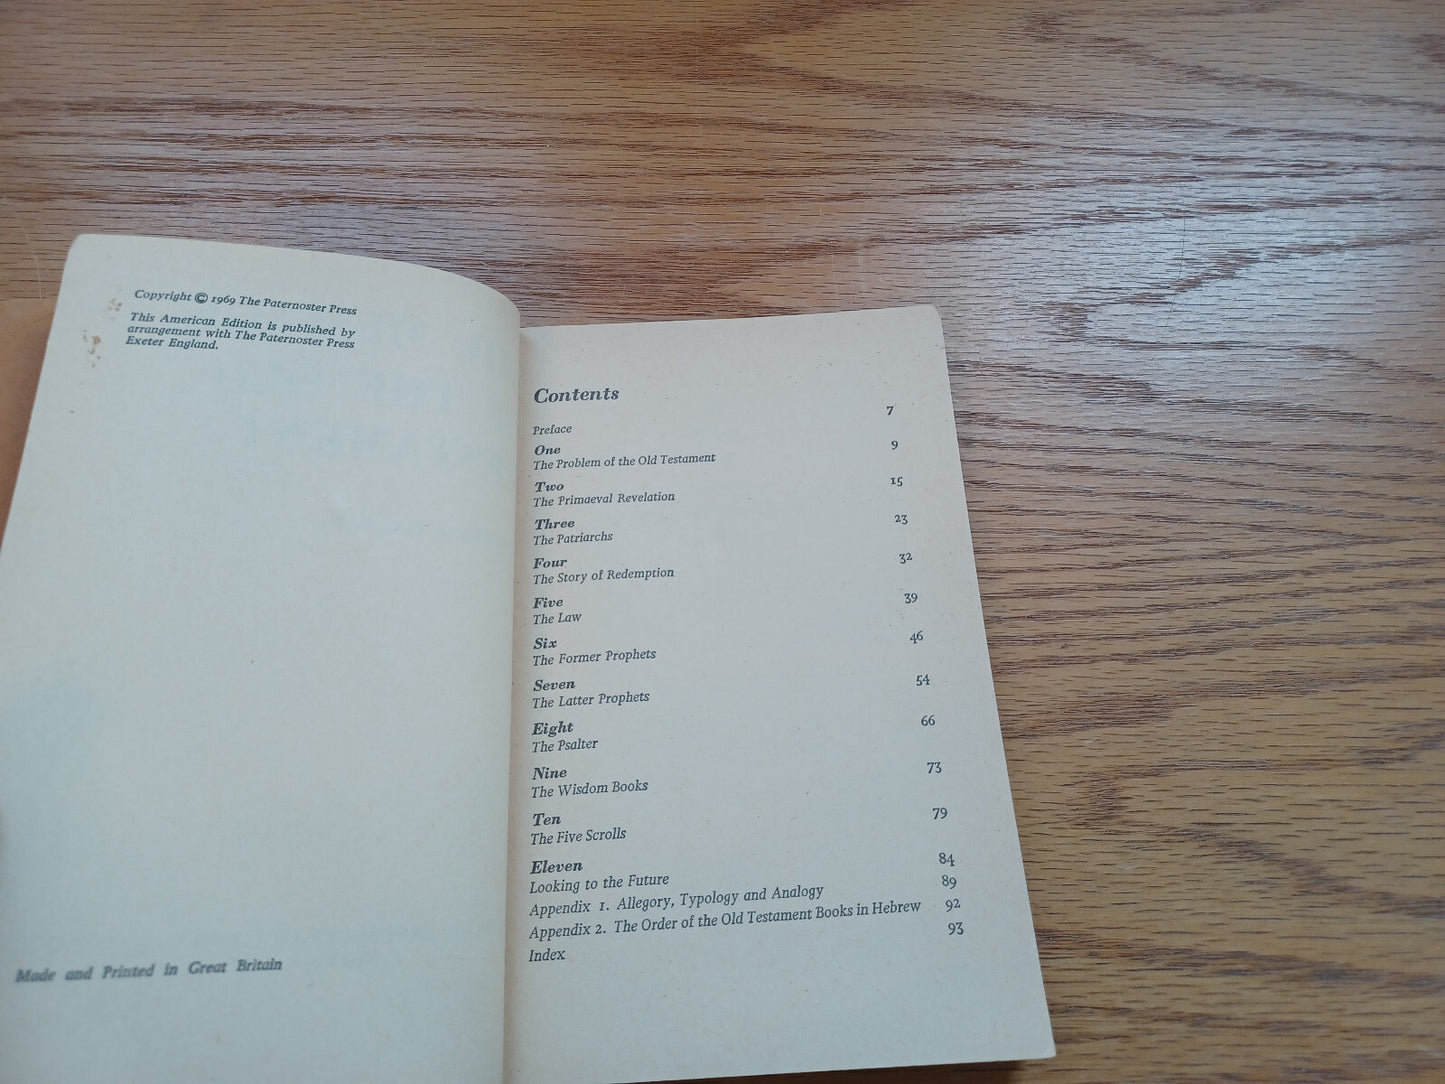 Copyright © 1969 The Paternoster Press
This American Edition is published by
arrangement with The Paternoster Press
Exeter England.
Made and Printed in Great Britain
Contents
Preface 7
One
The Problem of the Old Testament 9
Two
The Primaeval Revelation 15
Three
The Patriarchs 23
Four
The Story of Redemption 32
Five
The Law 39
Six
The Former Prophets 46
Seven
The Latter Prophets 54
Eight
The Psalter 66
Nine
The Wisdom Books 73
Ten
The Five Scrolls 79
Eleven
Looking to the Future 84
Appendix 1. Allegory, Typology and Analogy 89
Appendix 2. The Order of the Old Testament Books in Hebrew 92
Index 93